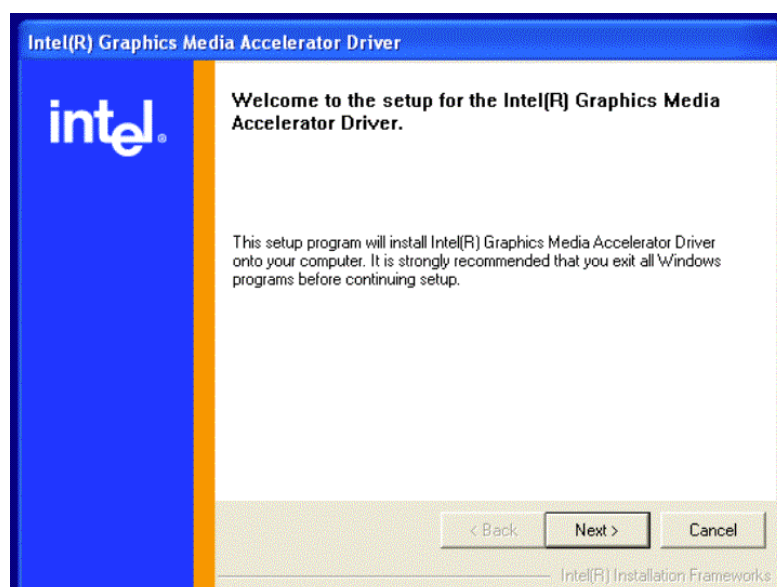 Intel(R) Graphics Media Accelerator Driver
intel®
Welcome to the setup for the Intel(R) Graphics Media
Accelerator Driver.
This setup program will install Intel(R) Graphics Media Accelerator Driver
onto your computer. It is strongly recommended that you exit all Windows
programs before continuing setup.
< Back
Next >
Cancel
Intel(R) Installation Frameworks